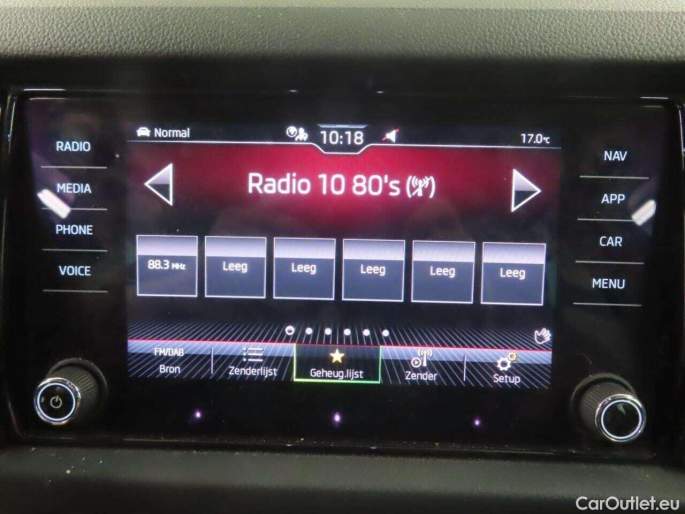 RADIO
MEDIA
PHONE
VOICE
Normal
10:18
17.0°C
Radio 10 80's
88.3 MHz
Leeg
Leeg
Leeg
Leeg
Leeg
FM/DAB
Bron
Zenderlijst
Geheug.lijst
Zender
Setup
NAV
APP
CAR
MENU
CarOutlet.eu